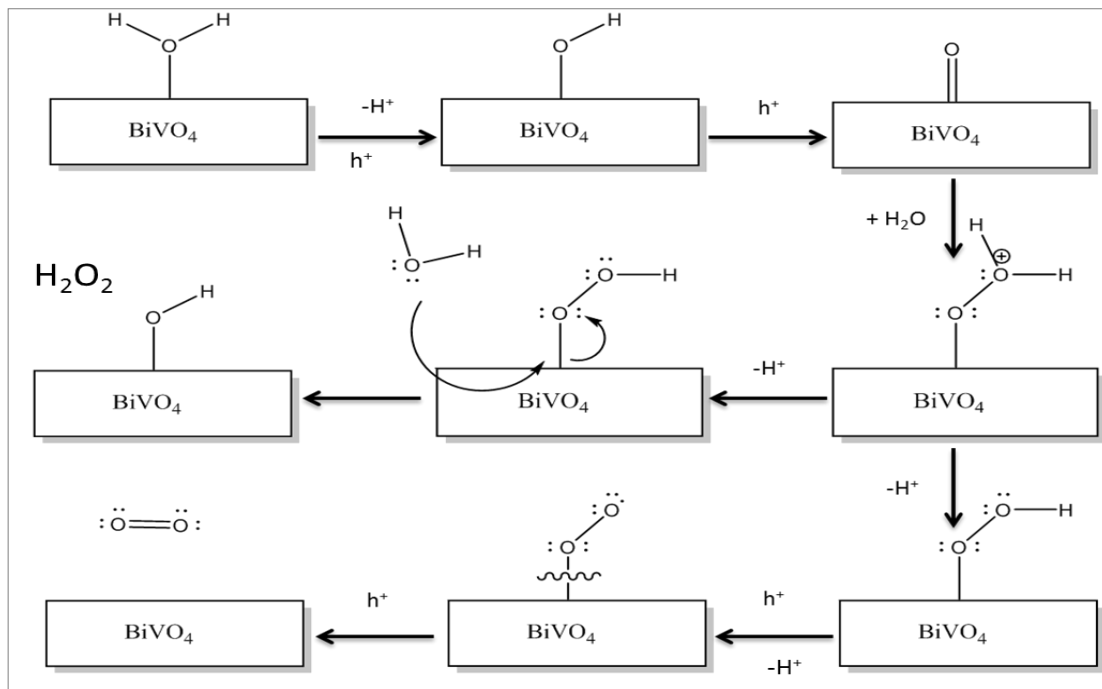 H H
O
BiVO₄
-H⁺
h⁺
H
O
BiVO₄
h⁺
O
BiVO₄
+ H₂O
H₂O₂
H
O
BiVO₄
H
:O: H
:O: H
:O:
BiVO₄
-H⁺
H
:O⊕ H
:O:
BiVO₄
-H⁺
:O=O:
BiVO₄
h⁺
O
:O:
BiVO₄
h⁺
-H⁺
O H
:O:
BiVO₄